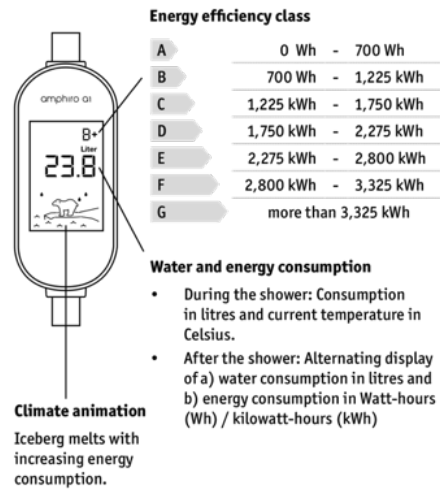 Energy efficiency class
A 0 Wh - 700 Wh
B 700 Wh - 1,225 kWh
C 1,225 kWh - 1,750 kWh
D 1,750 kWh - 2,275 kWh
E 2,275 kWh - 2,800 kWh
F 2,800 kWh - 3,325 kWh
G more than 3,325 kWh
amphiro a1
B+
Liter
23.8
Water and energy consumption
• During the shower: Consumption
in litres and current temperature in
Celsius.
• After the shower: Alternating display
of a) water consumption in litres and
b) energy consumption in Watt-hours
(Wh) / kilowatt-hours (kWh)
Climate animation
Iceberg melts with
increasing energy
consumption.